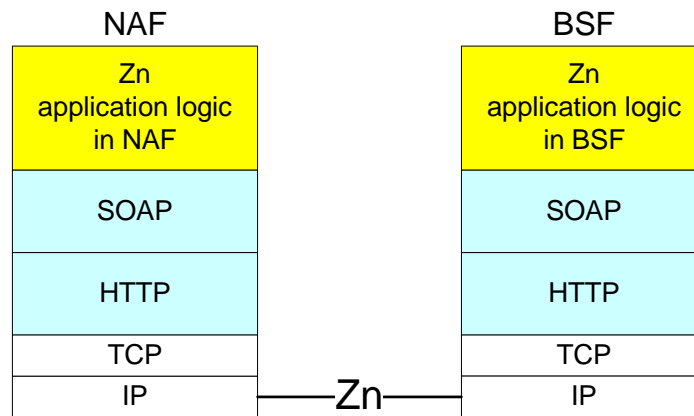 NAF
BSF
Zn
application logic
in NAF
Zn
application logic
in BSF
SOAP
SOAP
HTTP
HTTP
TCP
TCP
IP
Zn
IP